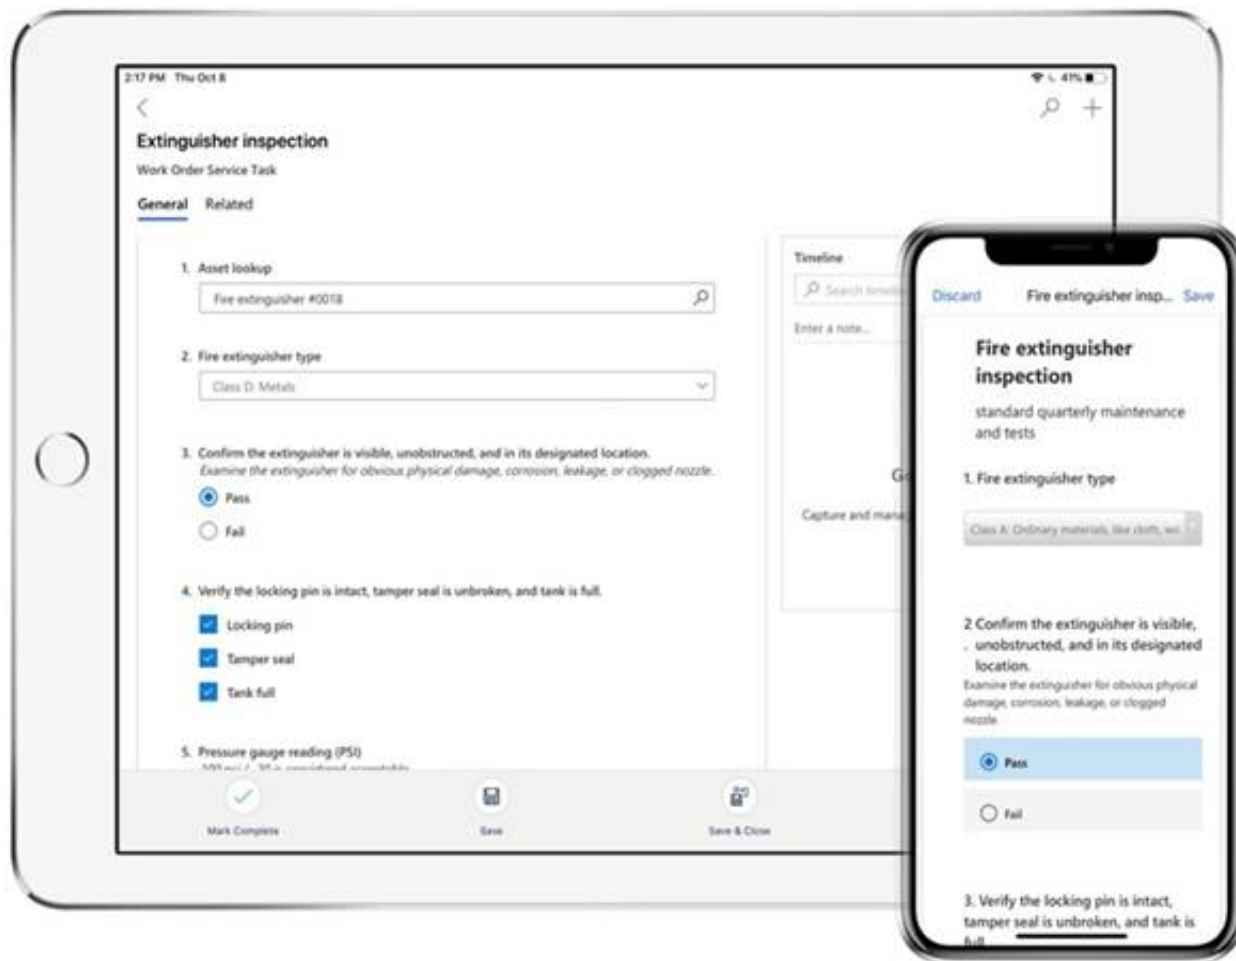 2:17 PM Thu Oct 8
41%
Extinguisher inspection
Work Order Service Task
General Related
1. Asset lookup
Fire extinguisher #0018
2. Fire extinguisher type
Class D: Metals
3. Confirm the extinguisher is visible, unobstructed, and in its designated location.
Examine the extinguisher for obvious physical damage, corrosion, leakage, or clogged nozzle.
Pass
Fail
4. Verify the locking pin is intact, tamper seal is unbroken, and tank is full.
Locking pin
Tamper seal
Tank full
5. Pressure gauge reading (PSI)
Mark Complete
Save
Save & Close
Timeline
Search
Enter a note...
Capture and
Discard
Fire extinguisher insp...
Save
Fire extinguisher
inspection
standard quarterly maintenance
and tests
1. Fire extinguisher type
Class A: Ordinary materials, like cloth,
2 Confirm the extinguisher is visible,
. unobstructed, and in its designated
location.
Examine the extinguisher for obvious physical
damage, corrosion, leakage, or clogged
nozzle.
Pass
Fail
3. Verify the locking pin is intact,
tamper seal is unbroken, and tank is